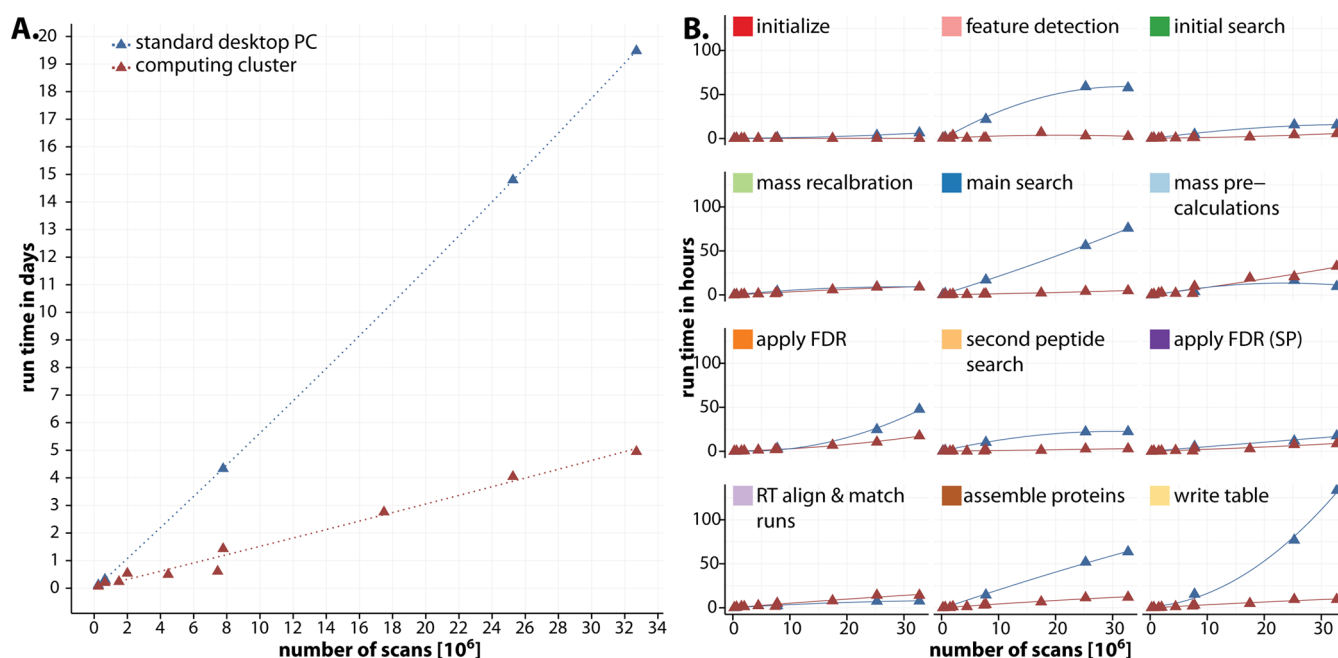 A.
standard desktop PC
computing cluster
20
19
18
17
16
15
14
13
12
11
10
9
8
7
6
5
4
3
2
1
0
run time in days
0 2 4 6 8 10 12 14 16 18 20 22 24 26 28 30 32 34
number of scans [10⁶]
B.
run time in hours
initialize
feature detection
initial search
100
50
0
mass recalbration
main search
mass pre–
calculations
100
50
0
apply FDR
second peptide
search
apply FDR (SP)
100
50
0
RT align & match
runs
assemble proteins
write table
100
50
0
0 10 20 30 0 10 20 30 0 10 20 30
number of scans [10⁶]